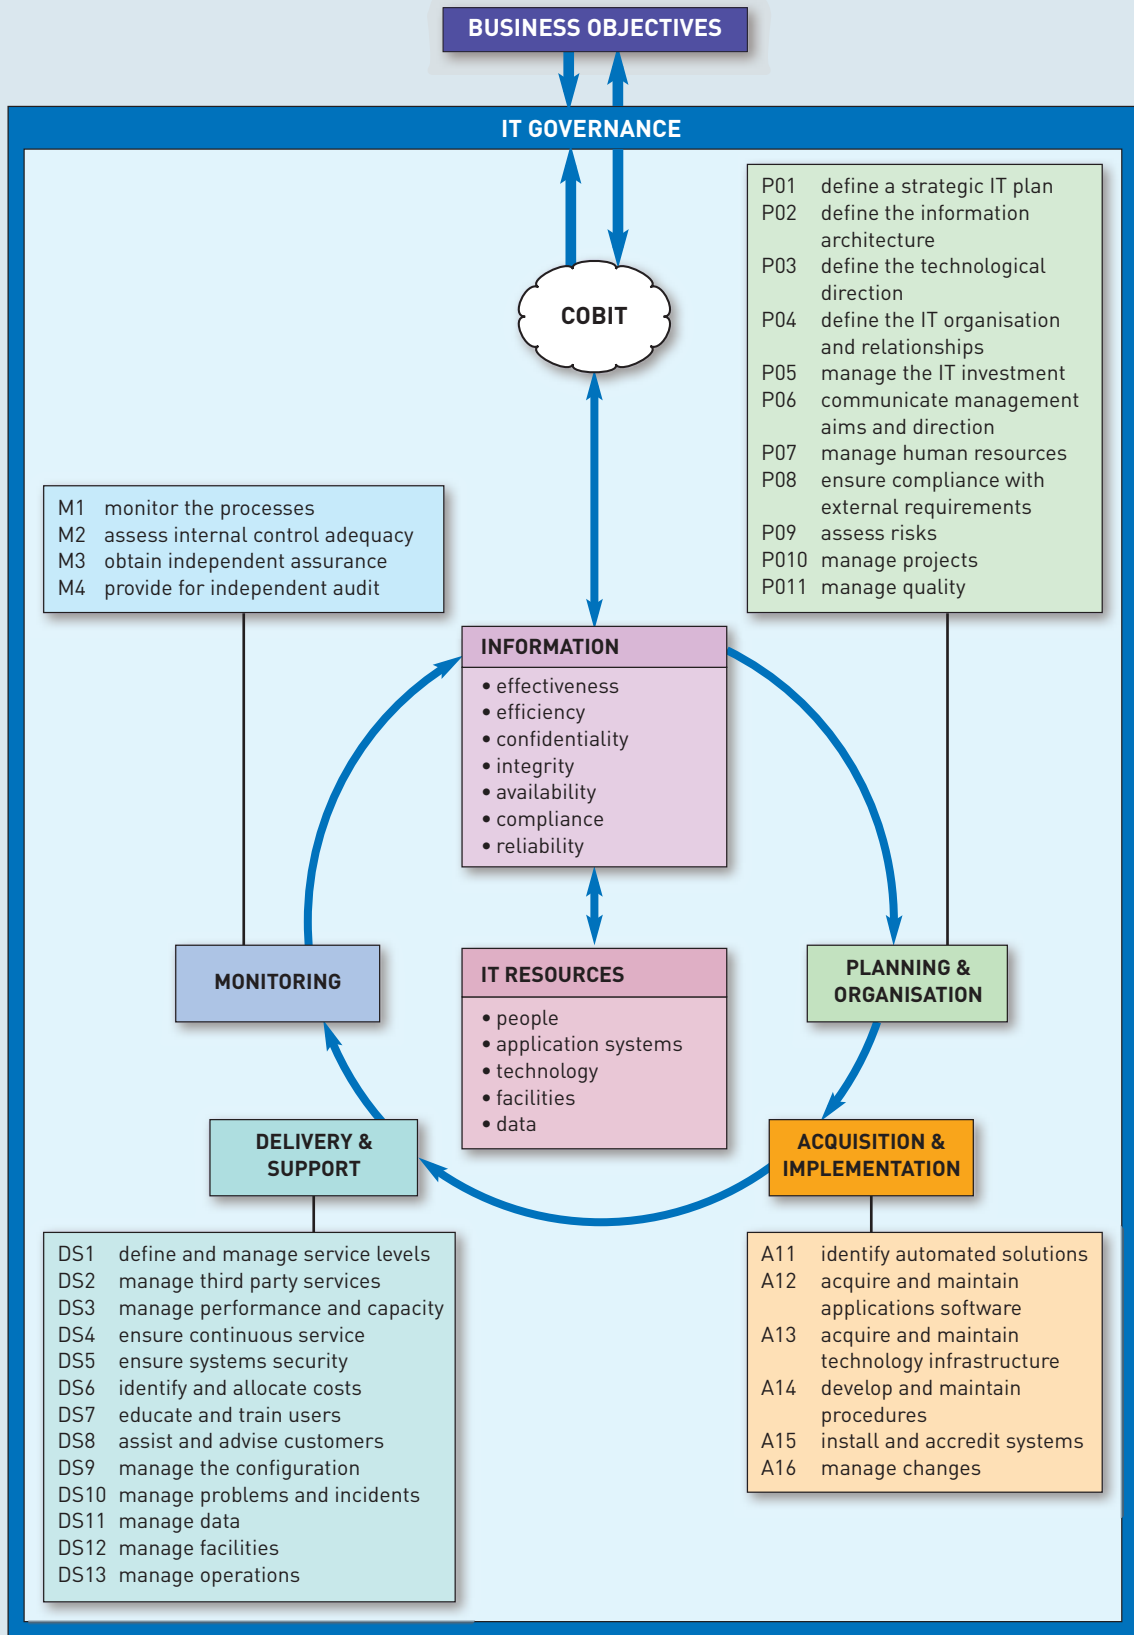 BUSINESS OBJECTIVES
IT GOVERNANCE
COBIT
P01 define a strategic IT plan
P02 define the information
architecture
P03 define the technological
direction
P04 define the IT organisation
and relationships
P05 manage the IT investment
P06 communicate management
aims and direction
P07 manage human resources
P08 ensure compliance with
external requirements
P09 assess risks
P010 manage projects
P011 manage quality
M1 monitor the processes
M2 assess internal control adequacy
M3 obtain independent assurance
M4 provide for independent audit
INFORMATION
• effectiveness
• efficiency
• confidentiality
• integrity
• availability
• compliance
• reliability
MONITORING
IT RESOURCES
• people
• application systems
• technology
• facilities
• data
PLANNING &
ORGANISATION
DELIVERY &
SUPPORT
ACQUISITION &
IMPLEMENTATION
DS1 define and manage service levels
DS2 manage third party services
DS3 manage performance and capacity
DS4 ensure continuous service
DS5 ensure systems security
DS6 identify and allocate costs
DS7 educate and train users
DS8 assist and advise customers
DS9 manage the configuration
DS10 manage problems and incidents
DS11 manage data
DS12 manage facilities
DS13 manage operations
A11 identify automated solutions
A12 acquire and maintain
applications software
A13 acquire and maintain
technology infrastructure
A14 develop and maintain
procedures
A15 install and accredit systems
A16 manage changes